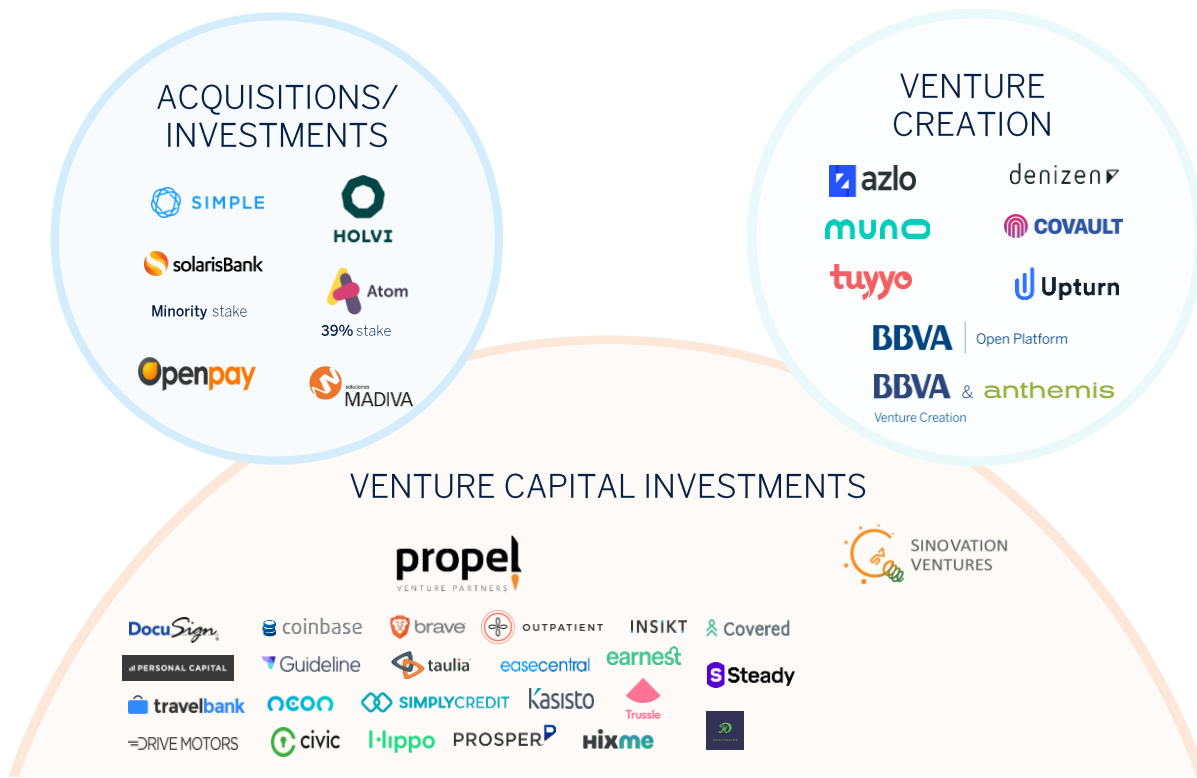 ACQUISITIONS/
INVESTMENTS
SIMPLE
HOLVI
solarisBank
Minority stake
Atom
39% stake
Openpay
soluciones
MADIVA
VENTURE
CREATION
azlo
denizen
muno
COVAULT
tuyyo
Upturn
BBVA Open Platform
BBVA & anthemis
Venture Creation
VENTURE CAPITAL INVESTMENTS
propel
VENTURE PARTNERS
SINOVATION
VENTURES
DocuSign
coinbase
brave
OUTPATIENT
INSIKT
Covered
PERSONAL CAPITAL
Guideline
taulia
easecentral
earnest
Steady
travelbank
neon
SIMPLYCREDIT
Kasisto
Trussle
DRIVE MOTORS
civic
Hippo
PROSPER
Hixme